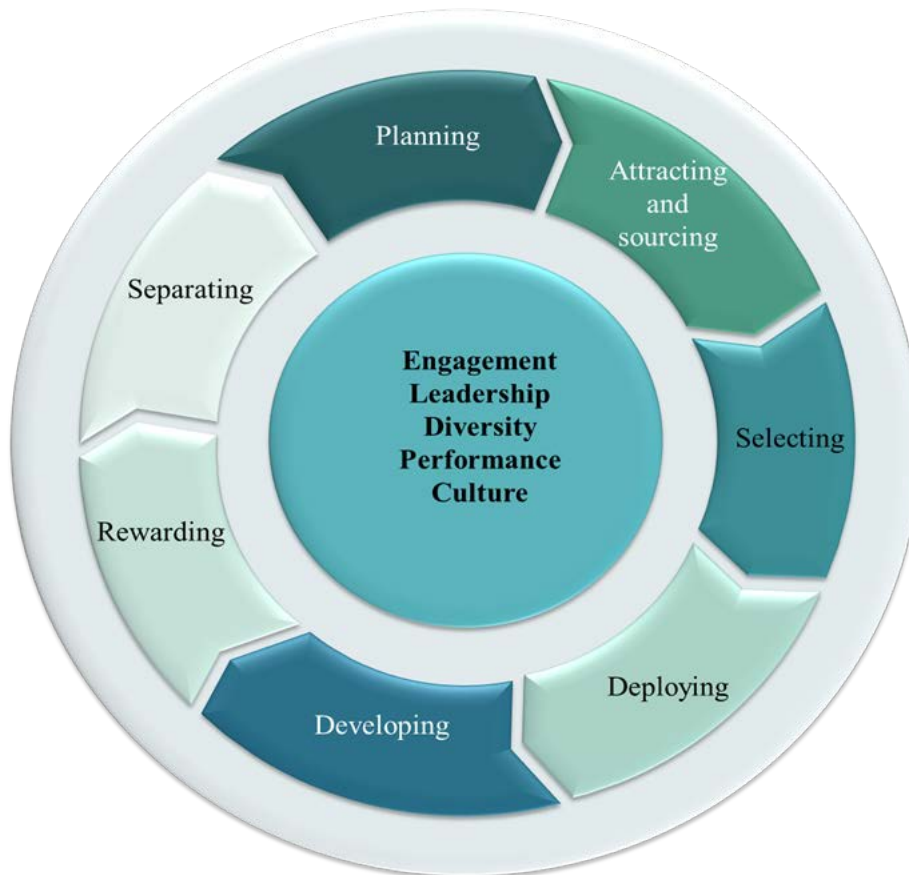 Planning
Attracting
and
sourcing
Selecting
Deploying
Developing
Rewarding
Separating
Engagement
Leadership
Diversity
Performance
Culture